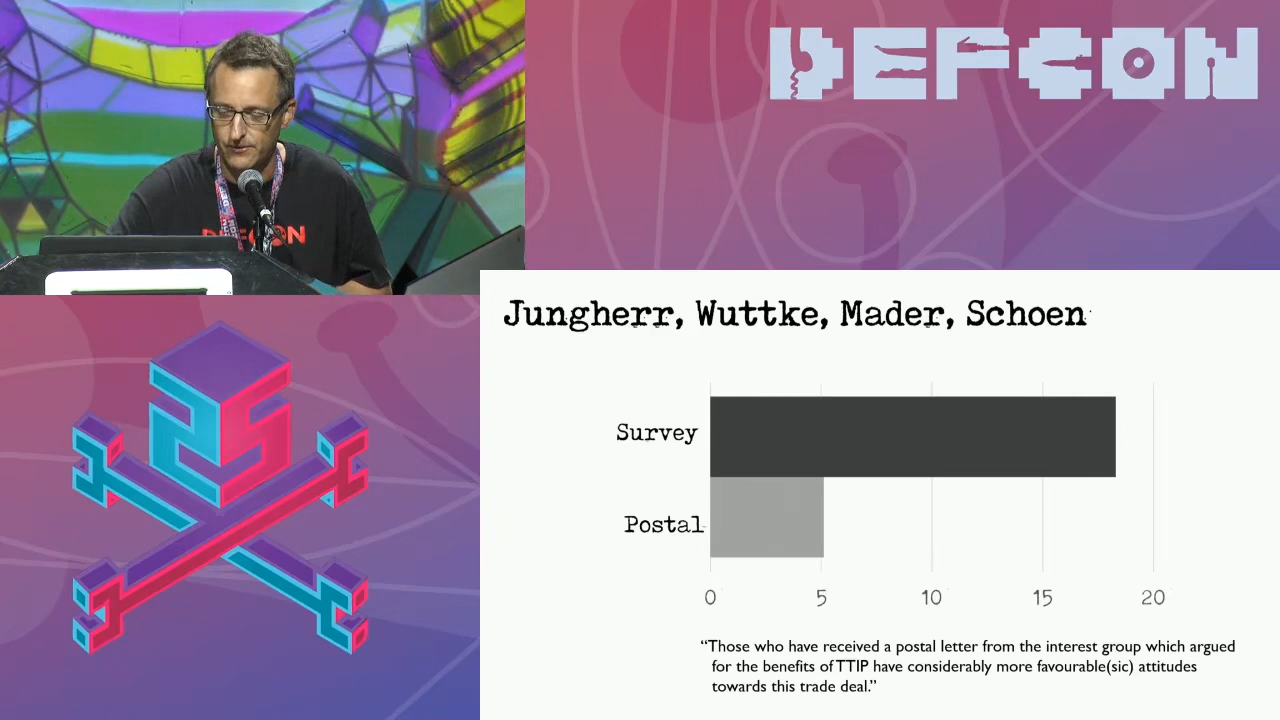 DEFCON
DEFCON
Jungherr, Wuttke, Mader, Schoen
Survey
Postal
0 5 10 15 20
“Those who have received a postal letter from the interest group which argued
for the benefits of TTIP have considerably more favourable(sic) attitudes
towards this trade deal.”